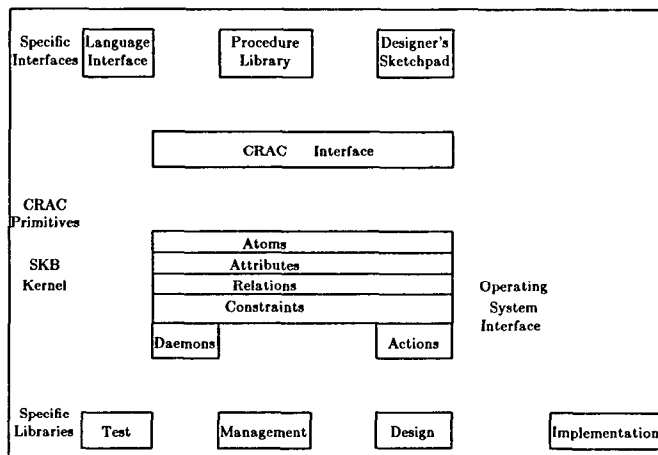 Specific Interfaces
Language Interface
Procedure Library
Designer's Sketchpad
CRAC Interface
CRAC Primitives
SKB Kernel
Atoms
Attributes
Relations
Constraints
Daemons
Actions
Operating System Interface
Specific Libraries
Test
Management
Design
Implementation